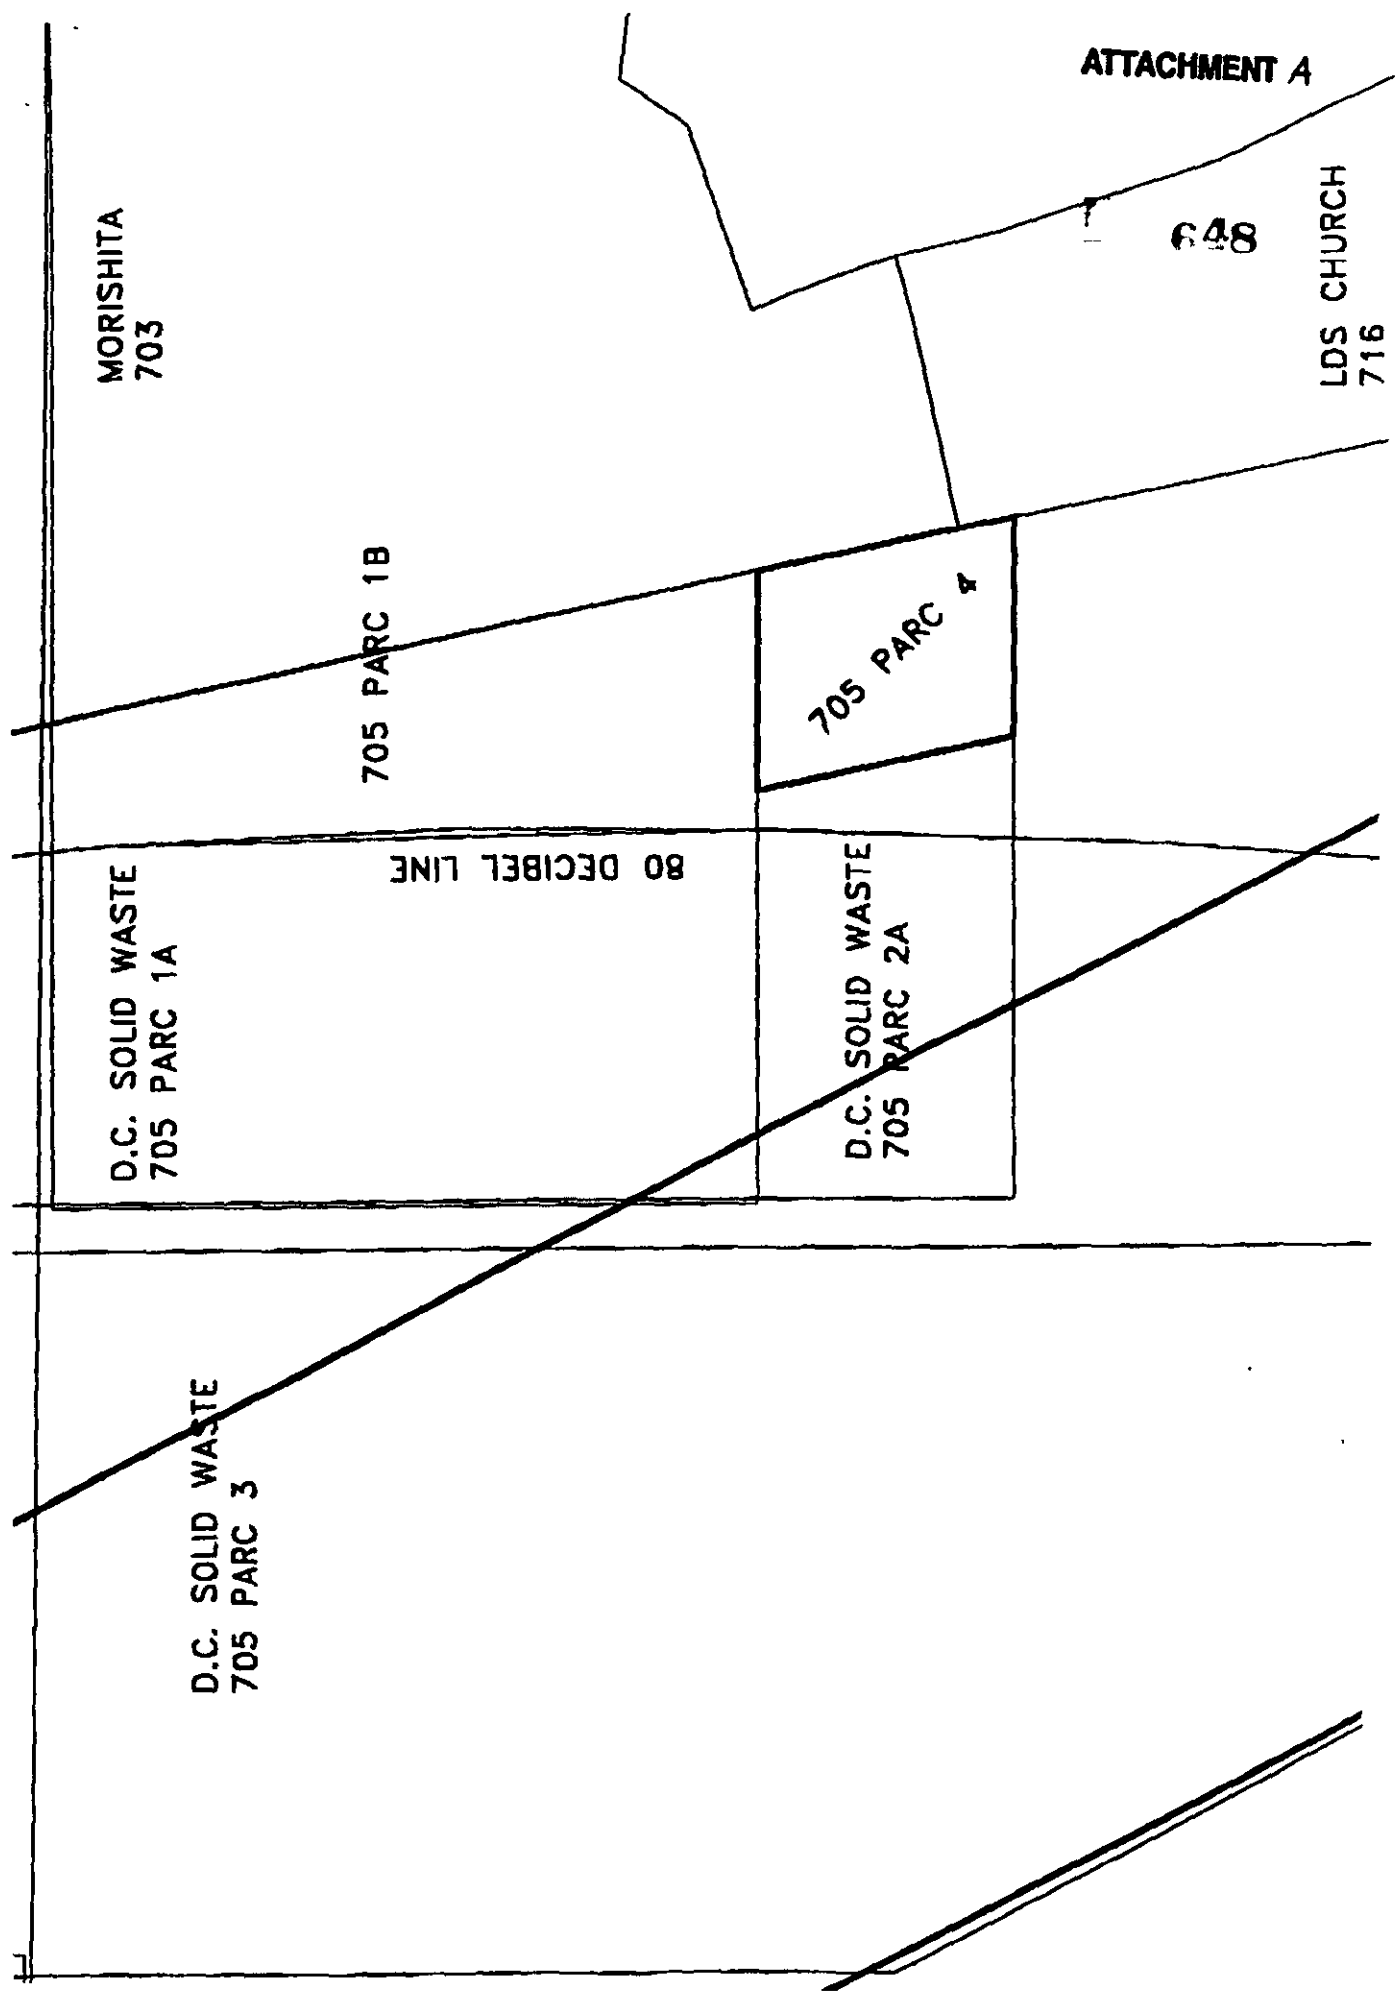 ATTACHMENT A
648
MORISHITA
703
LDS CHURCH
716
705 PARC 1B
705 PARC 4
80 DECIBEL LINE
D.C. SOLID WASTE
705 PARC 1A
D.C. SOLID WASTE
705 PARC 2A
D.C. SOLID WASTE
705 PARC 3